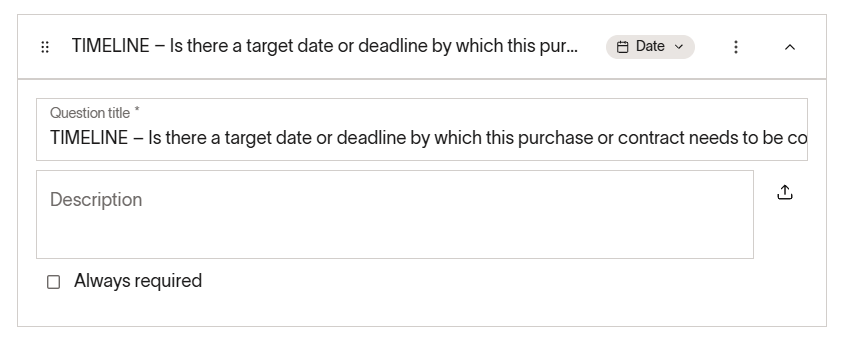 TIMELINE – Is there a target date or deadline by which this pur...
Date
Question title *
TIMELINE – Is there a target date or deadline by which this purchase or contract needs to be co
Description
Always required